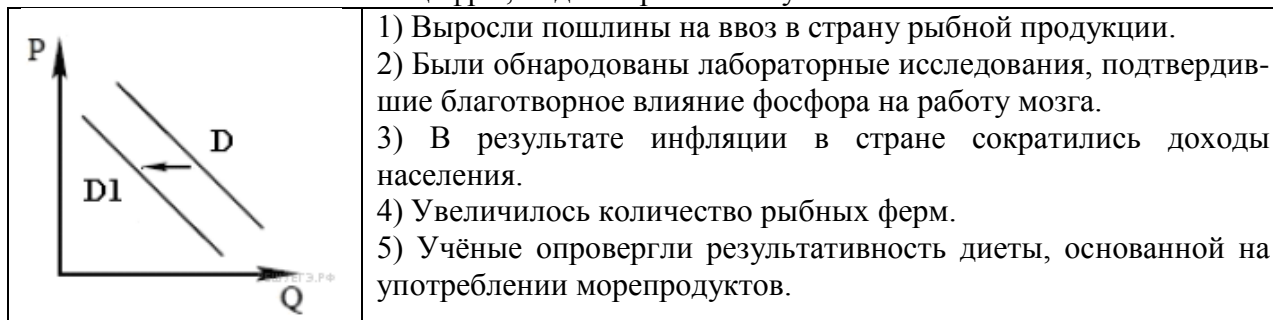 P
D
D1
Q
1) Выросли пошлины на ввоз в страну рыбной продукции.
2) Были обнародованы лабораторные исследования, подтвердив-
шие благотворное влияние фосфора на работу мозга.
3) В результате инфляции в стране сократились доходы
населения.
4) Увеличилось количество рыбных ферм.
5) Учёные опровергли результативность диеты, основанной на
употреблении морепродуктов.